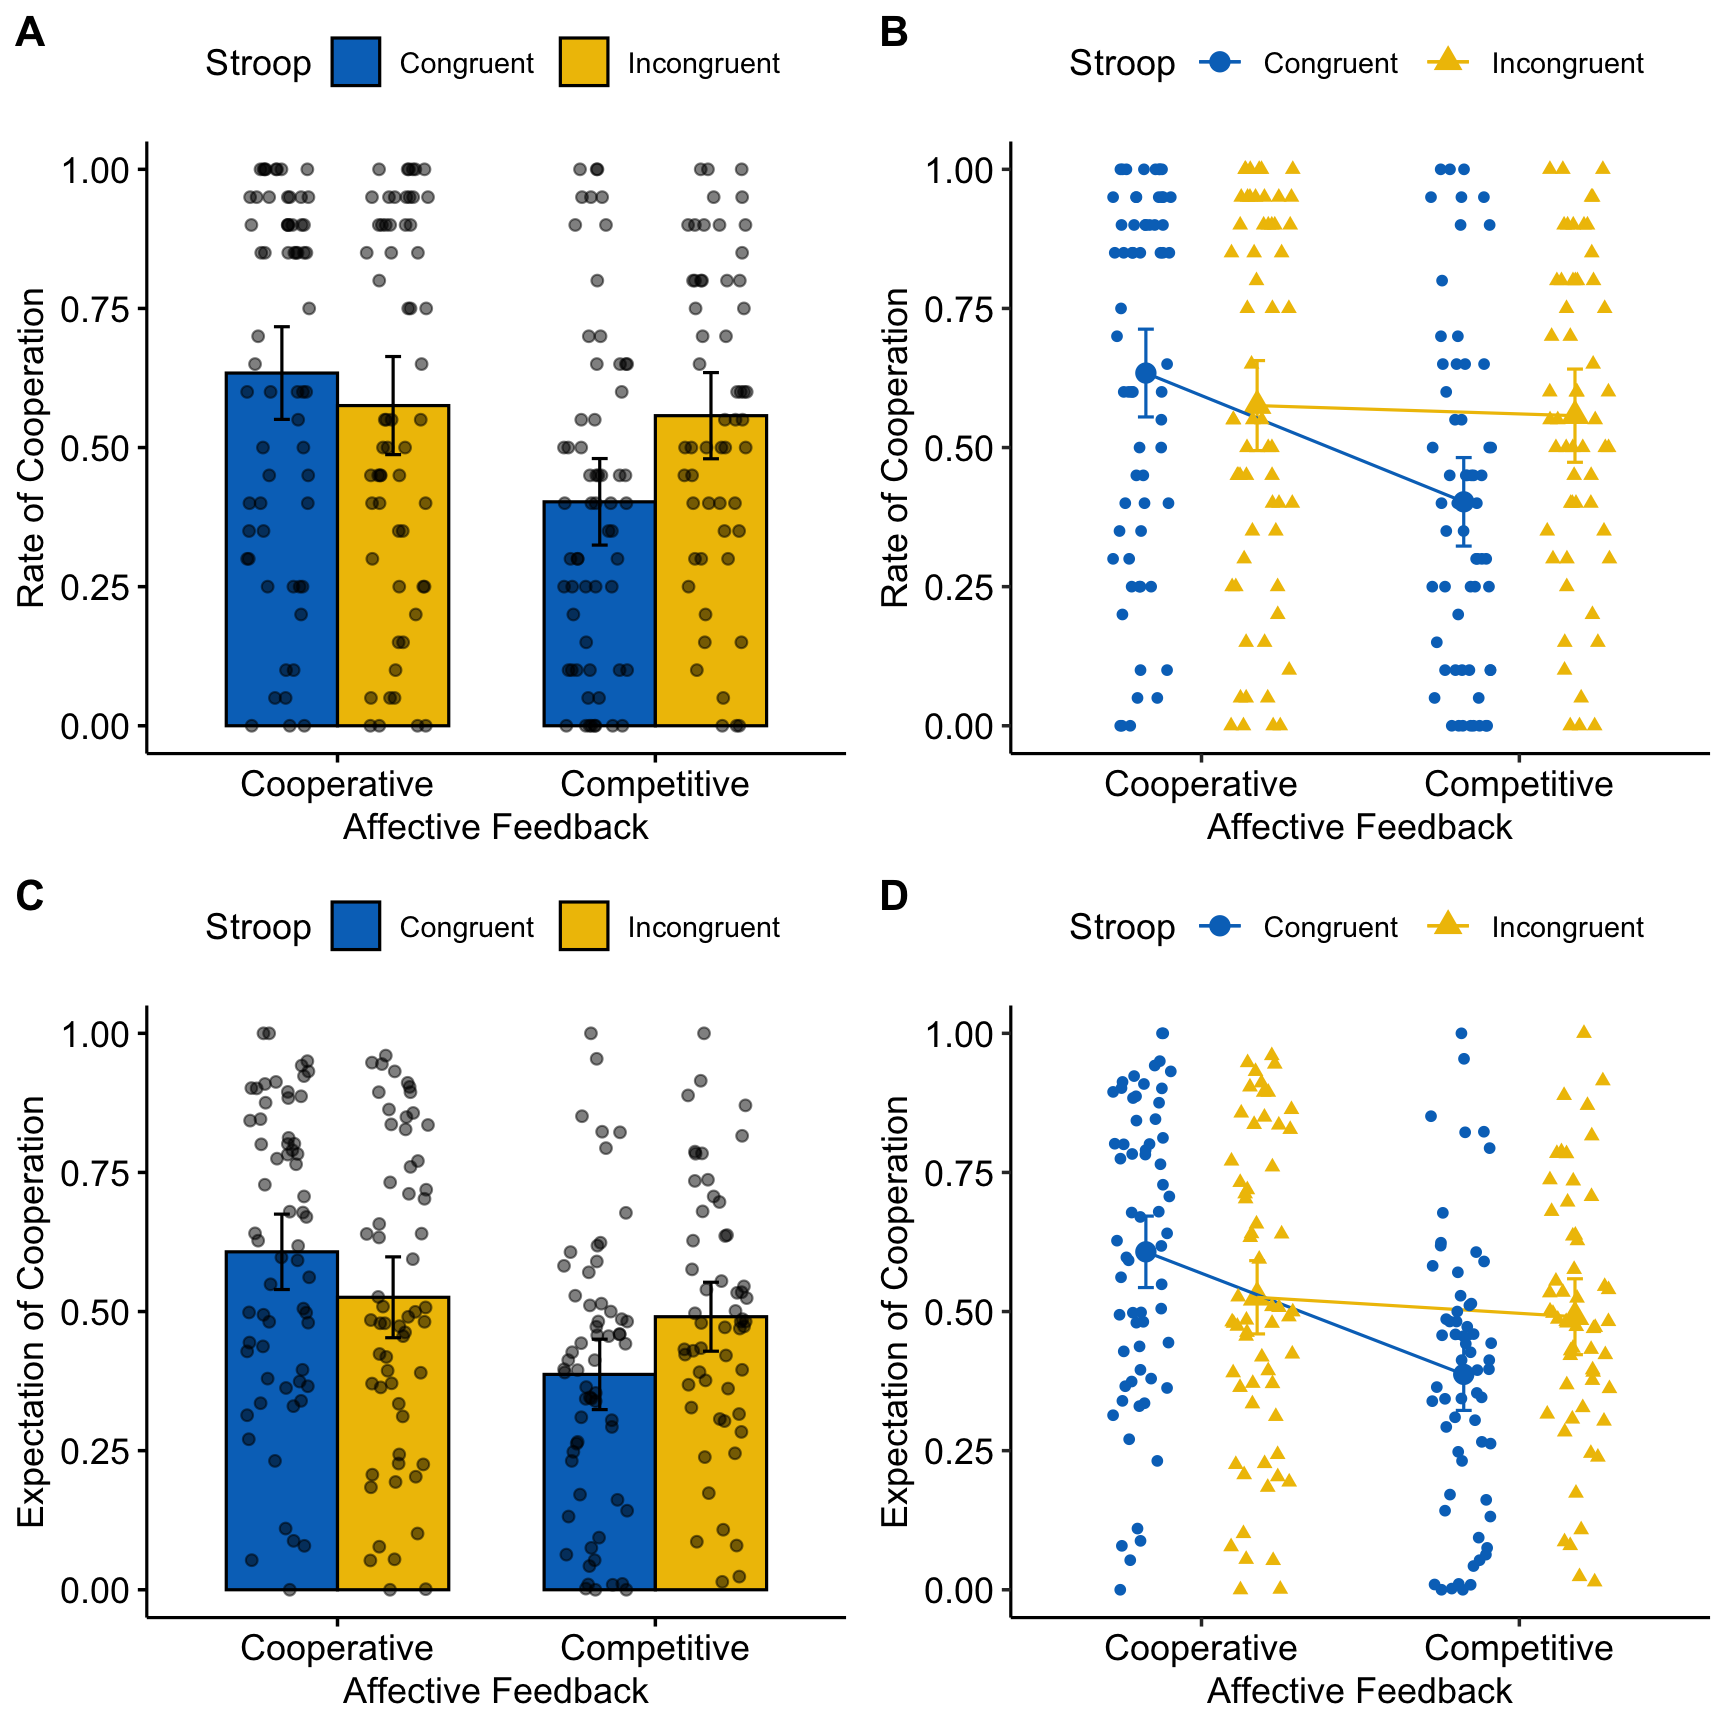 A
Stroop Congruent Incongruent
Rate of Cooperation
1.00
0.75
0.50
0.25
0.00
Cooperative Competitive
Affective Feedback
B
Stroop Congruent Incongruent
Rate of Cooperation
1.00
0.75
0.50
0.25
0.00
Cooperative Competitive
Affective Feedback
C
Stroop Congruent Incongruent
Expectation of Cooperation
1.00
0.75
0.50
0.25
0.00
Cooperative Competitive
Affective Feedback
D
Stroop Congruent Incongruent
Expectation of Cooperation
1.00
0.75
0.50
0.25
0.00
Cooperative Competitive
Affective Feedback